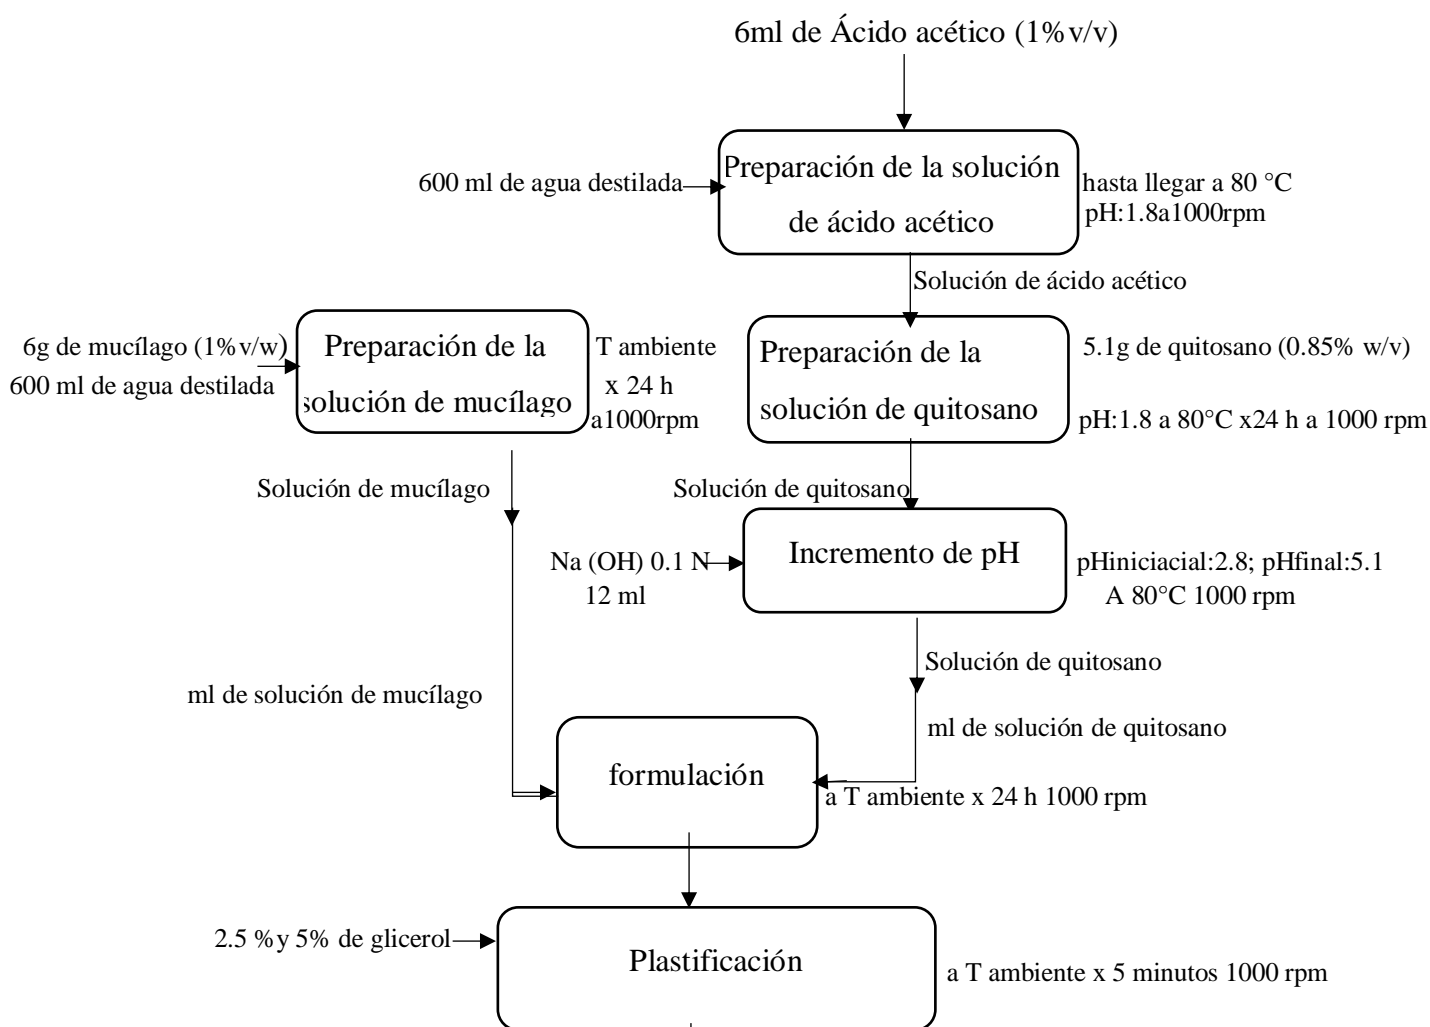 6ml de Ácido acético (1%v/v)
600 ml de agua destilada
Preparación de la solución
de ácido acético
hasta llegar a 80 °C
pH:1.8a1000rpm
Solución de ácido acético
6g de mucílago (1%v/w)
600 ml de agua destilada
Preparación de la
solución de mucílago
T ambiente
x 24 h
a1000rpm
Preparación de la
solución de quitosano
5.1g de quitosano (0.85% w/v)
pH:1.8 a 80°C x24 h a 1000 rpm
Solución de mucílago
Solución de quitosano
Na (OH) 0.1 N
12 ml
Incremento de pH
pHiniciacial:2.8; pHfinal:5.1
A 80°C 1000 rpm
Solución de quitosano
ml de solución de mucílago
ml de solución de quitosano
formulación
a T ambiente x 24 h 1000 rpm
2.5 %y 5% de glicerol
Plastificación
a T ambiente x 5 minutos 1000 rpm